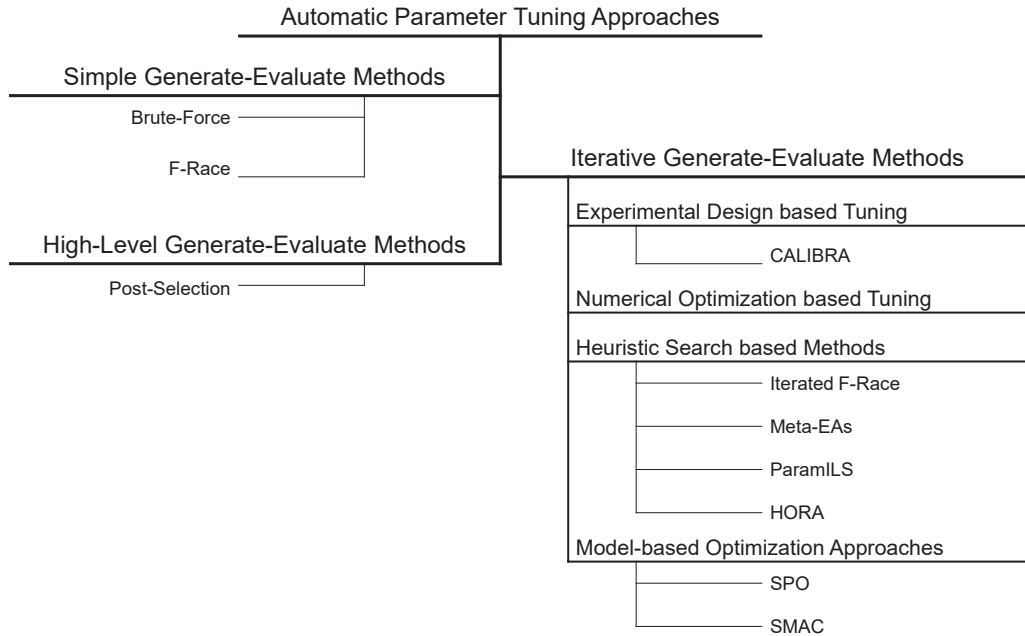 Automatic Parameter Tuning Approaches
Simple Generate-Evaluate Methods
Brute-Force
F-Race
High-Level Generate-Evaluate Methods
Post-Selection
Iterative Generate-Evaluate Methods
Experimental Design based Tuning
CALIBRA
Numerical Optimization based Tuning
Heuristic Search based Methods
Iterated F-Race
Meta-EAs
ParamILS
HORA
Model-based Optimization Approaches
SPO
SMAC